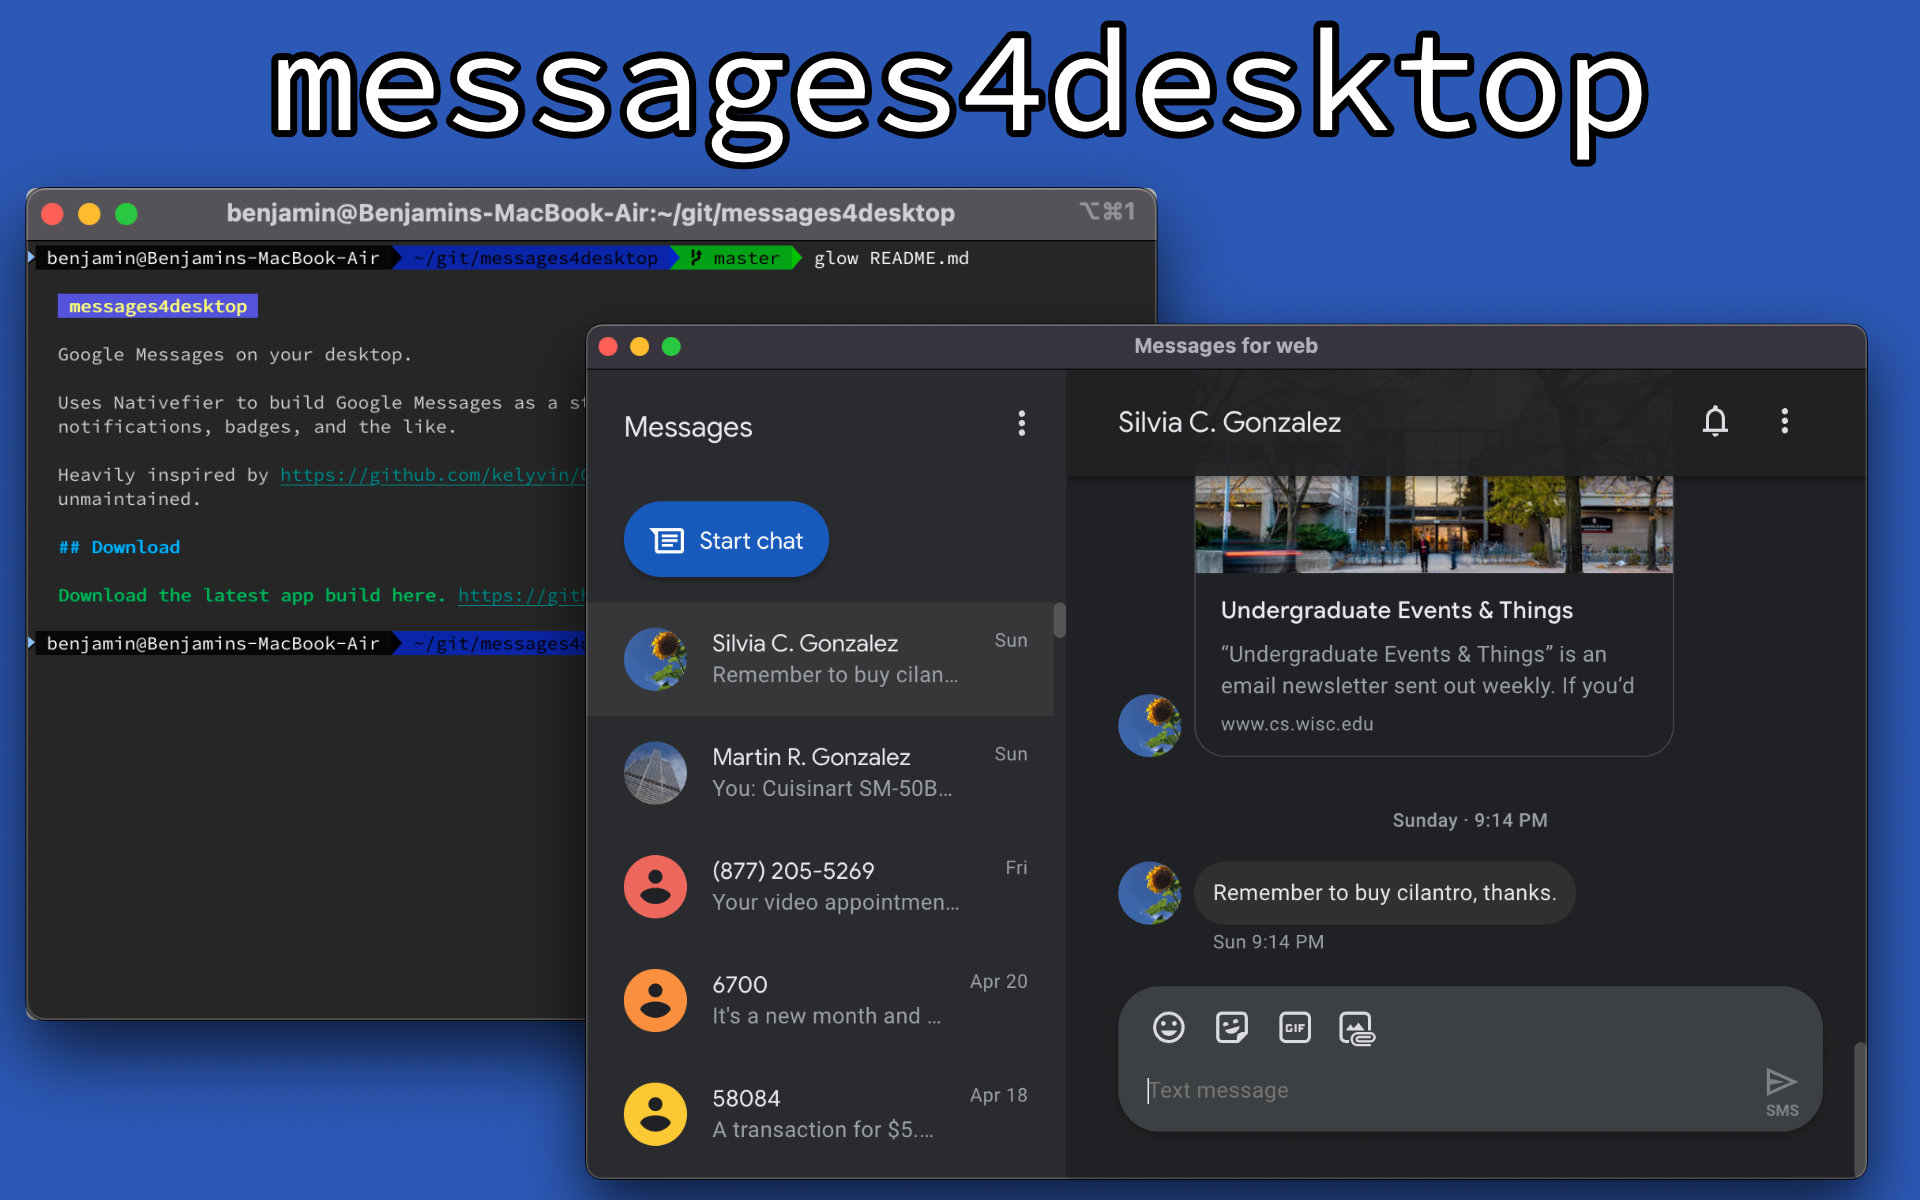 messages4desktop
benjamin@Benjamins-MacBook-Air:~/git/messages4desktop
⌥⌘1
benjamin@Benjamins-MacBook-Air ~/git/messages4desktop master glow README.md
messages4desktop
Google Messages on your desktop.
Uses Nativefier to build Google Messages as a
notifications, badges, and the like.
Heavily inspired by https://github.com/kelyvin/
unmaintained.
## Download
Download the latest app build here. https://gith
benjamin@Benjamins-MacBook-Air ~/git/messages4
Messages for web
Messages
Start chat
Silvia C. Gonzalez
Sun
Remember to buy cilan...
Martin R. Gonzalez
Sun
You: Cuisinart SM-50B...
(877) 205-5269
Fri
Your video appointmen...
6700
Apr 20
It's a new month and ...
58084
Apr 18
A transaction for $5....
Silvia C. Gonzalez
Undergraduate Events & Things
“Undergraduate Events & Things” is an
email newsletter sent out weekly. If you’d
www.cs.wisc.edu
Sunday · 9:14 PM
Remember to buy cilantro, thanks.
Sun 9:14 PM
GIF
Text message
SMS